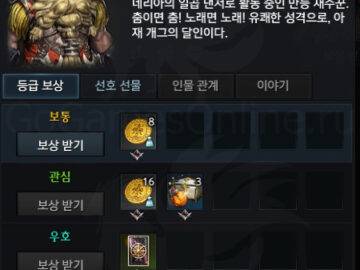 네리아의 일곱 댄서로 활동 중인 만능 재주꾼.
춤이면 춤! 노래면 노래! 유쾌한 성격으로, 아
재 개그의 달인이다.
등급 보상 선호 선물 인물 관계 이야기
보통
보상 받기
8
관심
보상 받기
16 3
우호
보상 받기